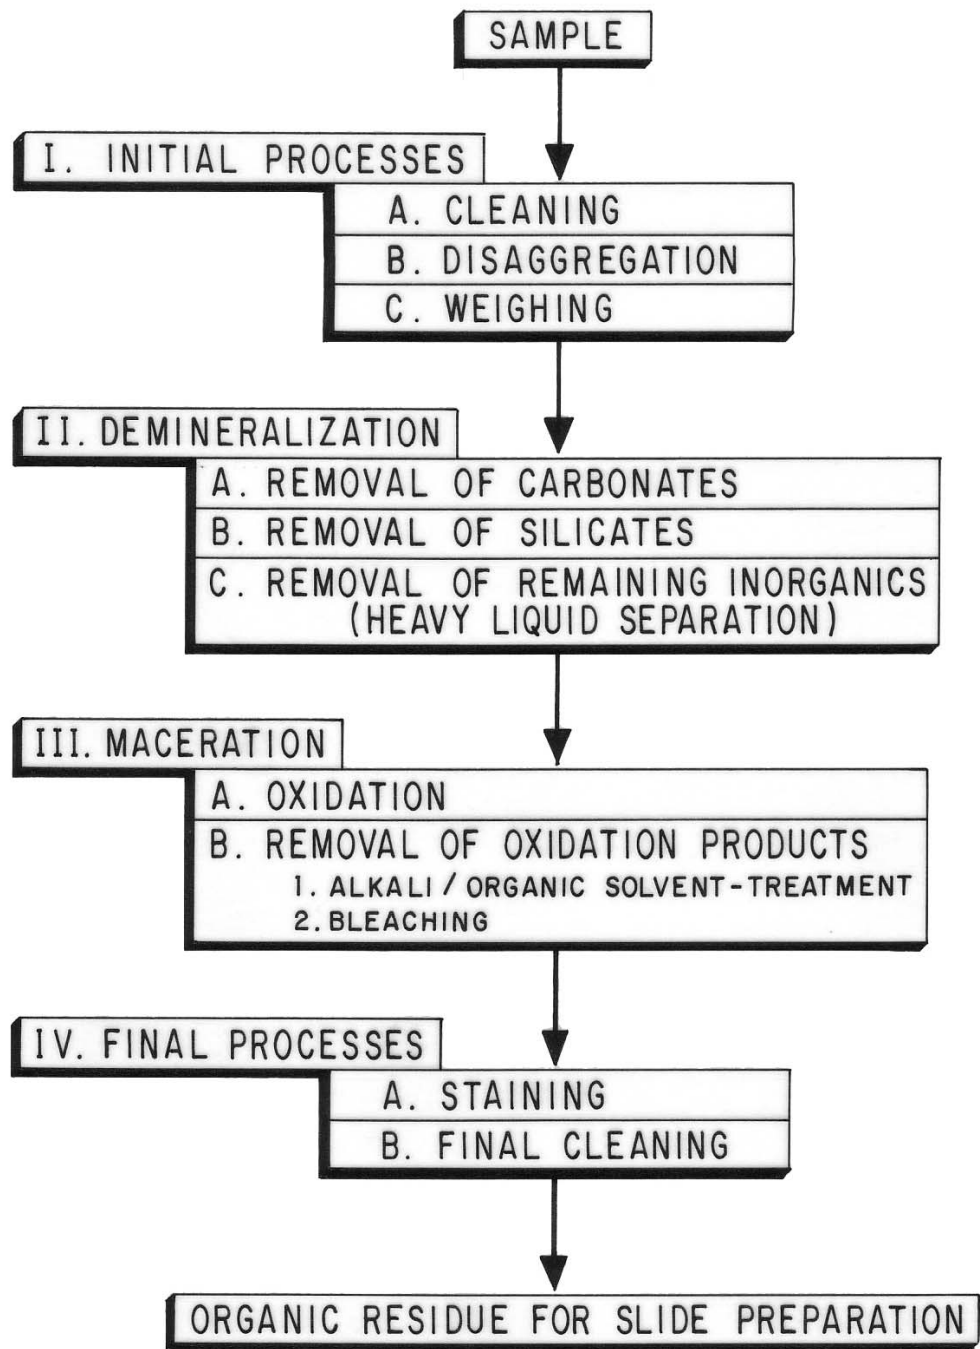 SAMPLE
I. INITIAL PROCESSES
A. CLEANING
B. DISAGGREGATION
C. WEIGHING
II. DEMINERALIZATION
A. REMOVAL OF CARBONATES
B. REMOVAL OF SILICATES
C. REMOVAL OF REMAINING INORGANICS
(HEAVY LIQUID SEPARATION)
III. MACERATION
A. OXIDATION
B. REMOVAL OF OXIDATION PRODUCTS
1. ALKALI / ORGANIC SOLVENT-TREATMENT
2. BLEACHING
IV. FINAL PROCESSES
A. STAINING
B. FINAL CLEANING
ORGANIC RESIDUE FOR SLIDE PREPARATION